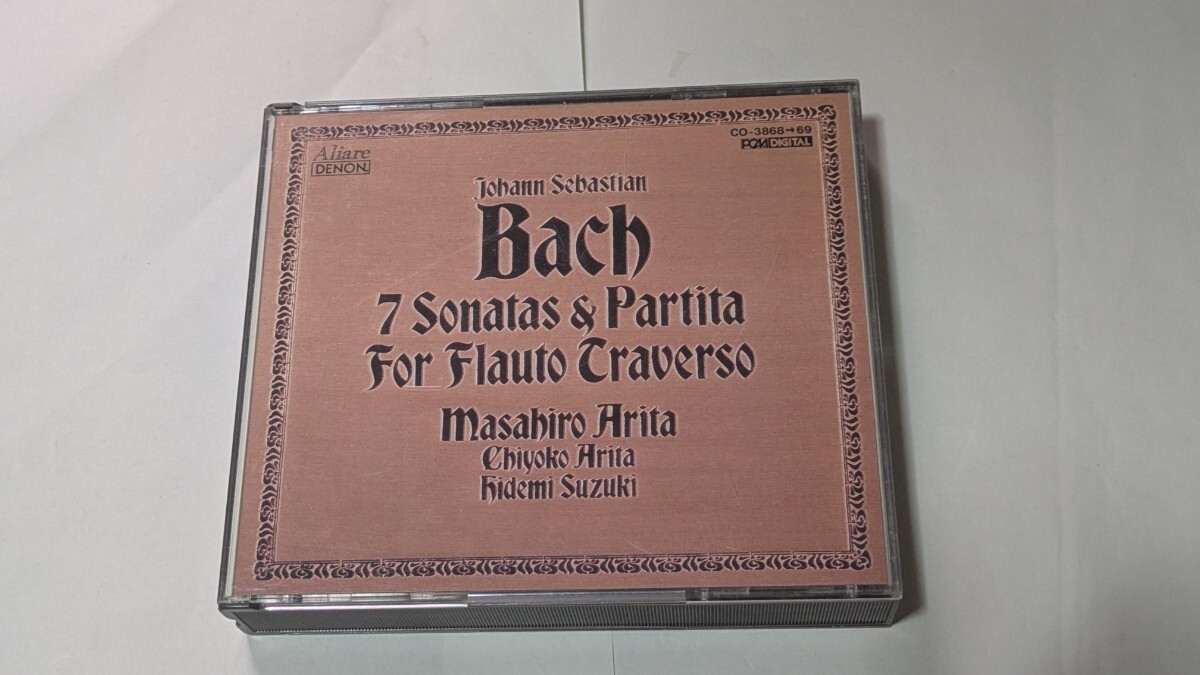 CO-3868→69
PCM DIGITAL
Aliare
DENON
Johann Sebastian
Bach
7 Sonatas & Partita
For Flauto Traverso
Masahiro Arita
Chiyoko Arita
Hidemi Suzuki